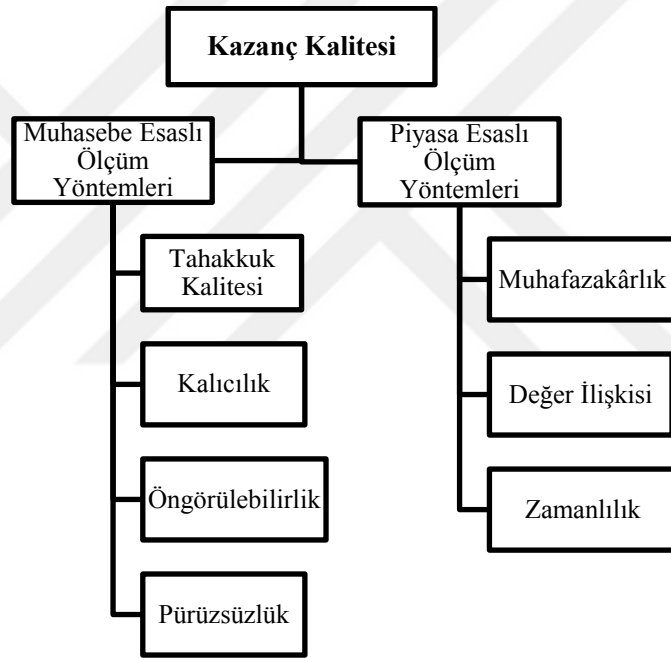 Kazanç Kalitesi
Muhasebe Esaslı
Ölçüm
Yöntemleri
Tahakkuk
Kalitesi
Kalıcılık
Öngörülebilirlik
Pürüzsüzlük
Piyasa Esaslı
Ölçüm
Yöntemleri
Muhafazakârlık
Değer İlişkisi
Zamanlılık